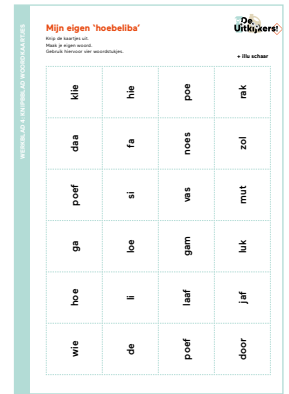 WERKBLAD 4: KNIPBLAD WOORDKAARTJES
Mijn eigen ‘hoebeliba’
Knip de kaartjes uit.
Maak je eigen woord.
Gebruik hiervoor vier woordstukjes.
De
Uitkijkers!
+ illu schaar
klie hie poe rak
daa fa noes zol
poef si vas mut
ga loe gam luk
hoe li laaf jaf
wie de poef door